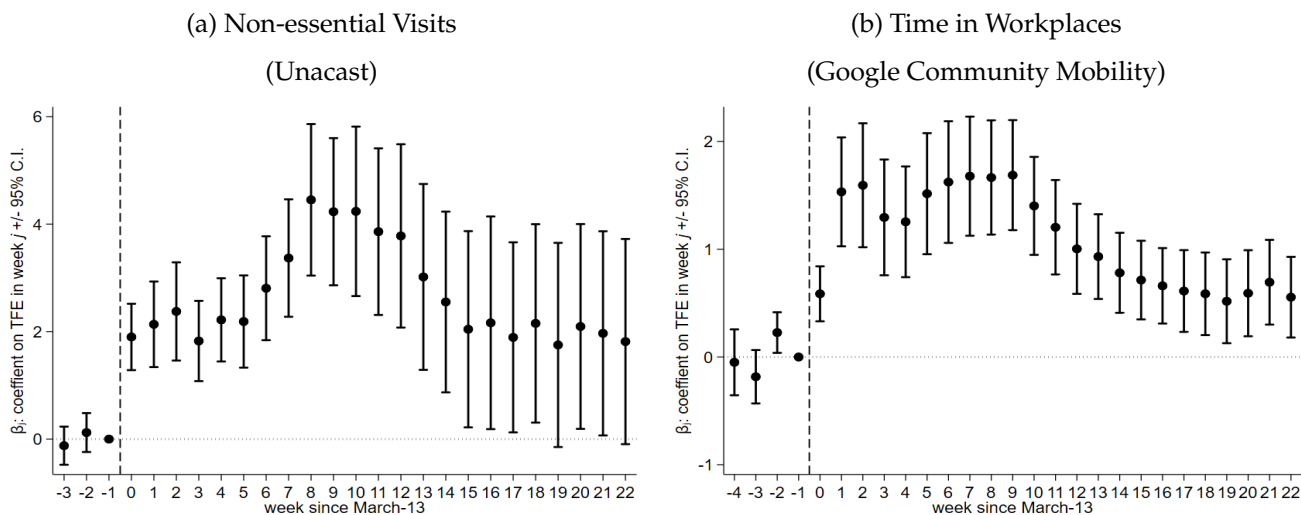 (a) Non-essential Visits
(Unacast)
βj: coeffient on TFE in week j +/- 95% C.I.
6
4
2
0
-3 -2 -1 0 1 2 3 4 5 6 7 8 9 10 11 12 13 14 15 16 17 18 19 20 21 22
week since March-13
(b) Time in Workplaces
(Google Community Mobility)
βj: coeffient on TFE in week j +/- 95% C.I.
2
1
0
-1
-4 -3 -2 -1 0 1 2 3 4 5 6 7 8 9 10 11 12 13 14 15 16 17 18 19 20 21 22
week since March-13